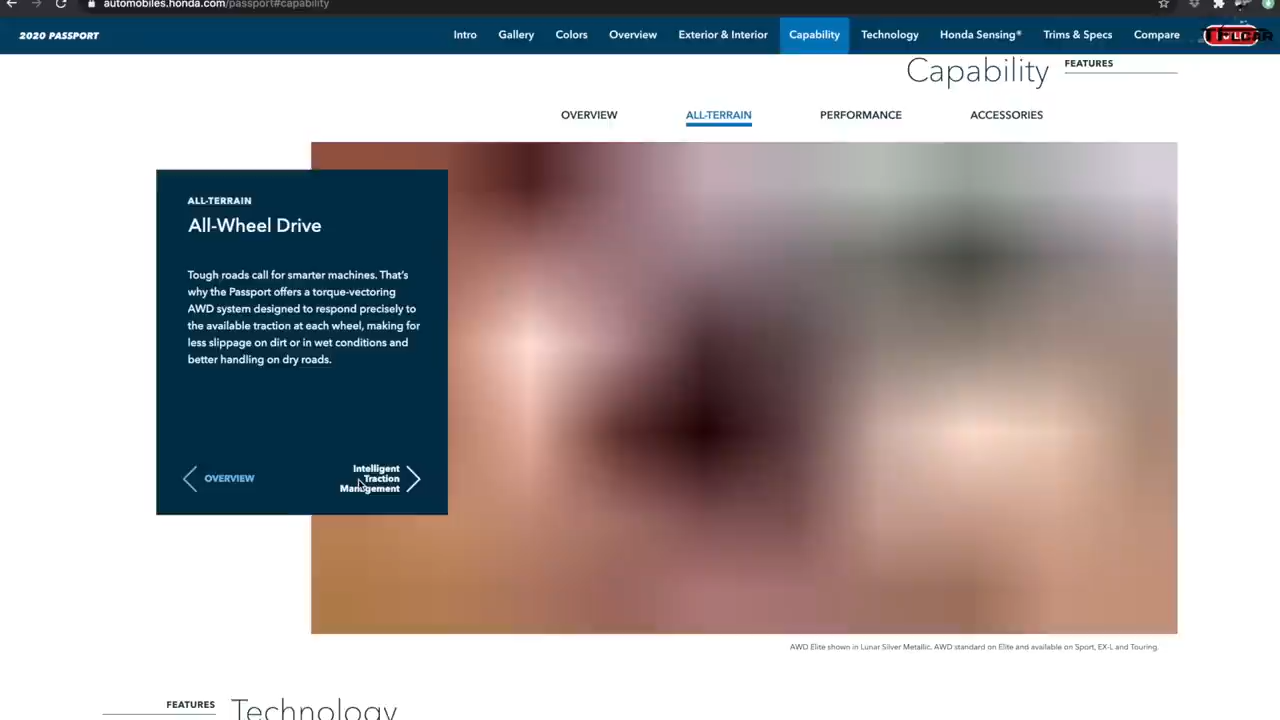 automobiles.honda.com/passport#capability
2020 PASSPORT
Intro Gallery Colors Overview Exterior & Interior Capability Technology Honda Sensing® Trims & Specs Compare
Capability
FEATURES
OVERVIEW ALL-TERRAIN PERFORMANCE ACCESSORIES
ALL-TERRAIN
All-Wheel Drive
Tough roads call for smarter machines. That's
why the Passport offers a torque-vectoring
AWD system designed to respond precisely to
the available traction at each wheel, making for
less slippage on dirt or in wet conditions and
better handling on dry roads.
OVERVIEW
Intelligent
Traction
Management
AWD Elite shown in Lunar Silver Metallic. AWD standard on Elite and available on Sport, EX-L and Touring.
FEATURES
Technology